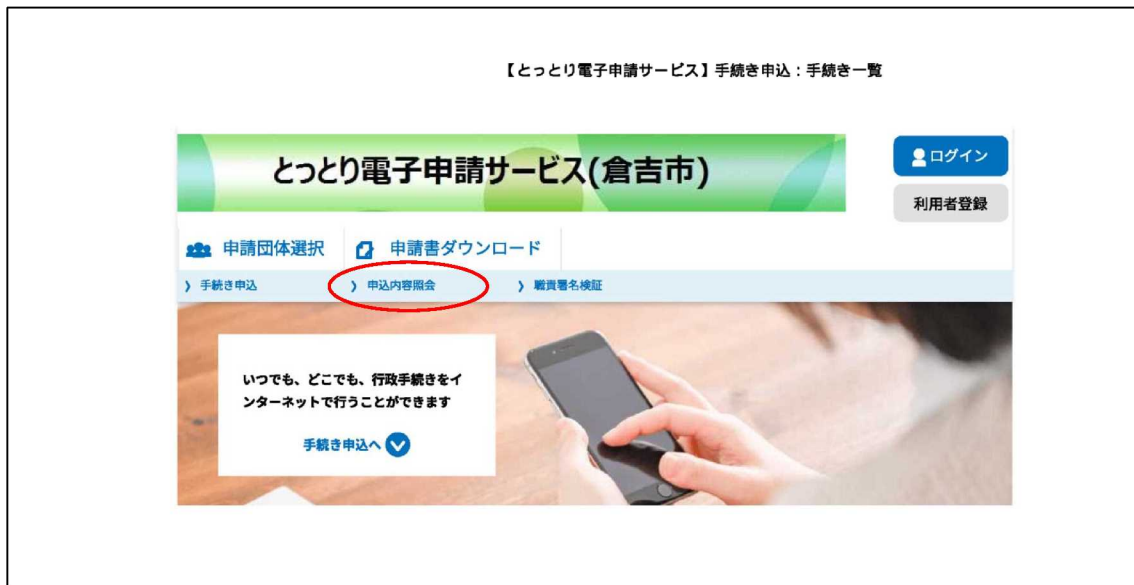 【とっとり電子申請サービス】手続き申込:手続き一覧
とっとり電子申請サービス(倉吉市)
ログイン
利用者登録
申請団体選択
申請書ダウンロード
手続き申込
申込内容照会
職責署名検証
いつでも、どこでも、行政手続きをイ
ンターネットで行うことができます
手続き申込へ